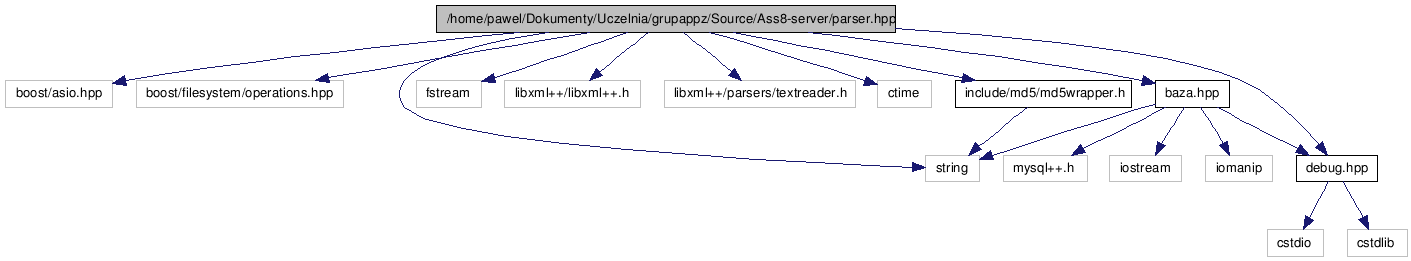 /home/pawel/Dokumenty/Uczelnia/grupappz/Source/Ass8-server/parser.hpp
boost/asio.hpp
boost/filesystem/operations.hpp
fstream
libxml++/libxml++.h
libxml++/parsers/textreader.h
ctime
include/md5/md5wrapper.h
baza.hpp
string
mysql++.h
iostream
iomanip
debug.hpp
cstdio
cstdlib